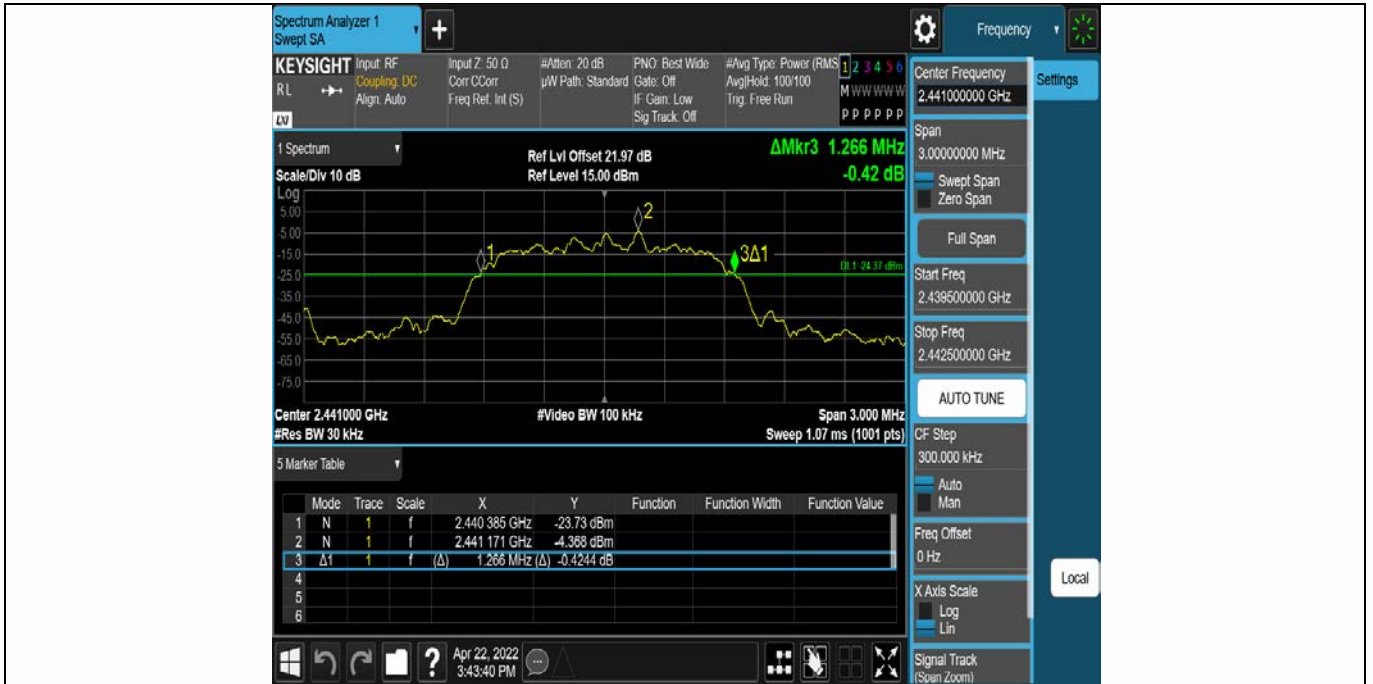 Spectrum Analyzer 1
Swept SA
+
Frequency
KEYSIGHT
RL
LXI
Input: RF
Coupling: DC
Align: Auto
Input Z: 50 Ω
Corr CCorr
Freq Ref: Int (S)
#Atten: 20 dB
µW Path: Standard
PNO: Best Wide
Gate: Off
IF Gain: Low
Sig Track: Off
#Avg Type: Power (RMS
Avg|Hold: 100/100
Trig: Free Run
1 2 3 4 5 6
M W W W W W
P P P P P P
1 Spectrum
Scale/Div 10 dB
Ref Lvl Offset 21.97 dB
Ref Level 15.00 dBm
ΔMkr3 1.266 MHz
-0.42 dB
Log
5.00
-5.00
-15.0
-25.0
-35.0
-45.0
-55.0
-65.0
-75.0
1
2
3Δ1
DL1 -24.37 dBm
Center 2.441000 GHz
#Video BW 100 kHz
Span 3.000 MHz
#Res BW 30 kHz
Sweep 1.07 ms (1001 pts)
5 Marker Table
Mode Trace Scale X Y Function Function Width Function Value
1 N 1 f 2.440 385 GHz -23.73 dBm
2 N 1 f 2.441 171 GHz -4.368 dBm
3 Δ1 1 f (Δ) 1.266 MHz (Δ) -0.4244 dB
4
5
6
?
Apr 22, 2022
3:43:40 PM
Center Frequency
2.441000000 GHz
Span
3.00000000 MHz
Swept Span
Zero Span
Full Span
Start Freq
2.439500000 GHz
Stop Freq
2.442500000 GHz
AUTO TUNE
CF Step
300.000 kHz
Auto
Man
Freq Offset
0 Hz
X Axis Scale
Log
Lin
Signal Track
(Span Zoom)
Settings
Local